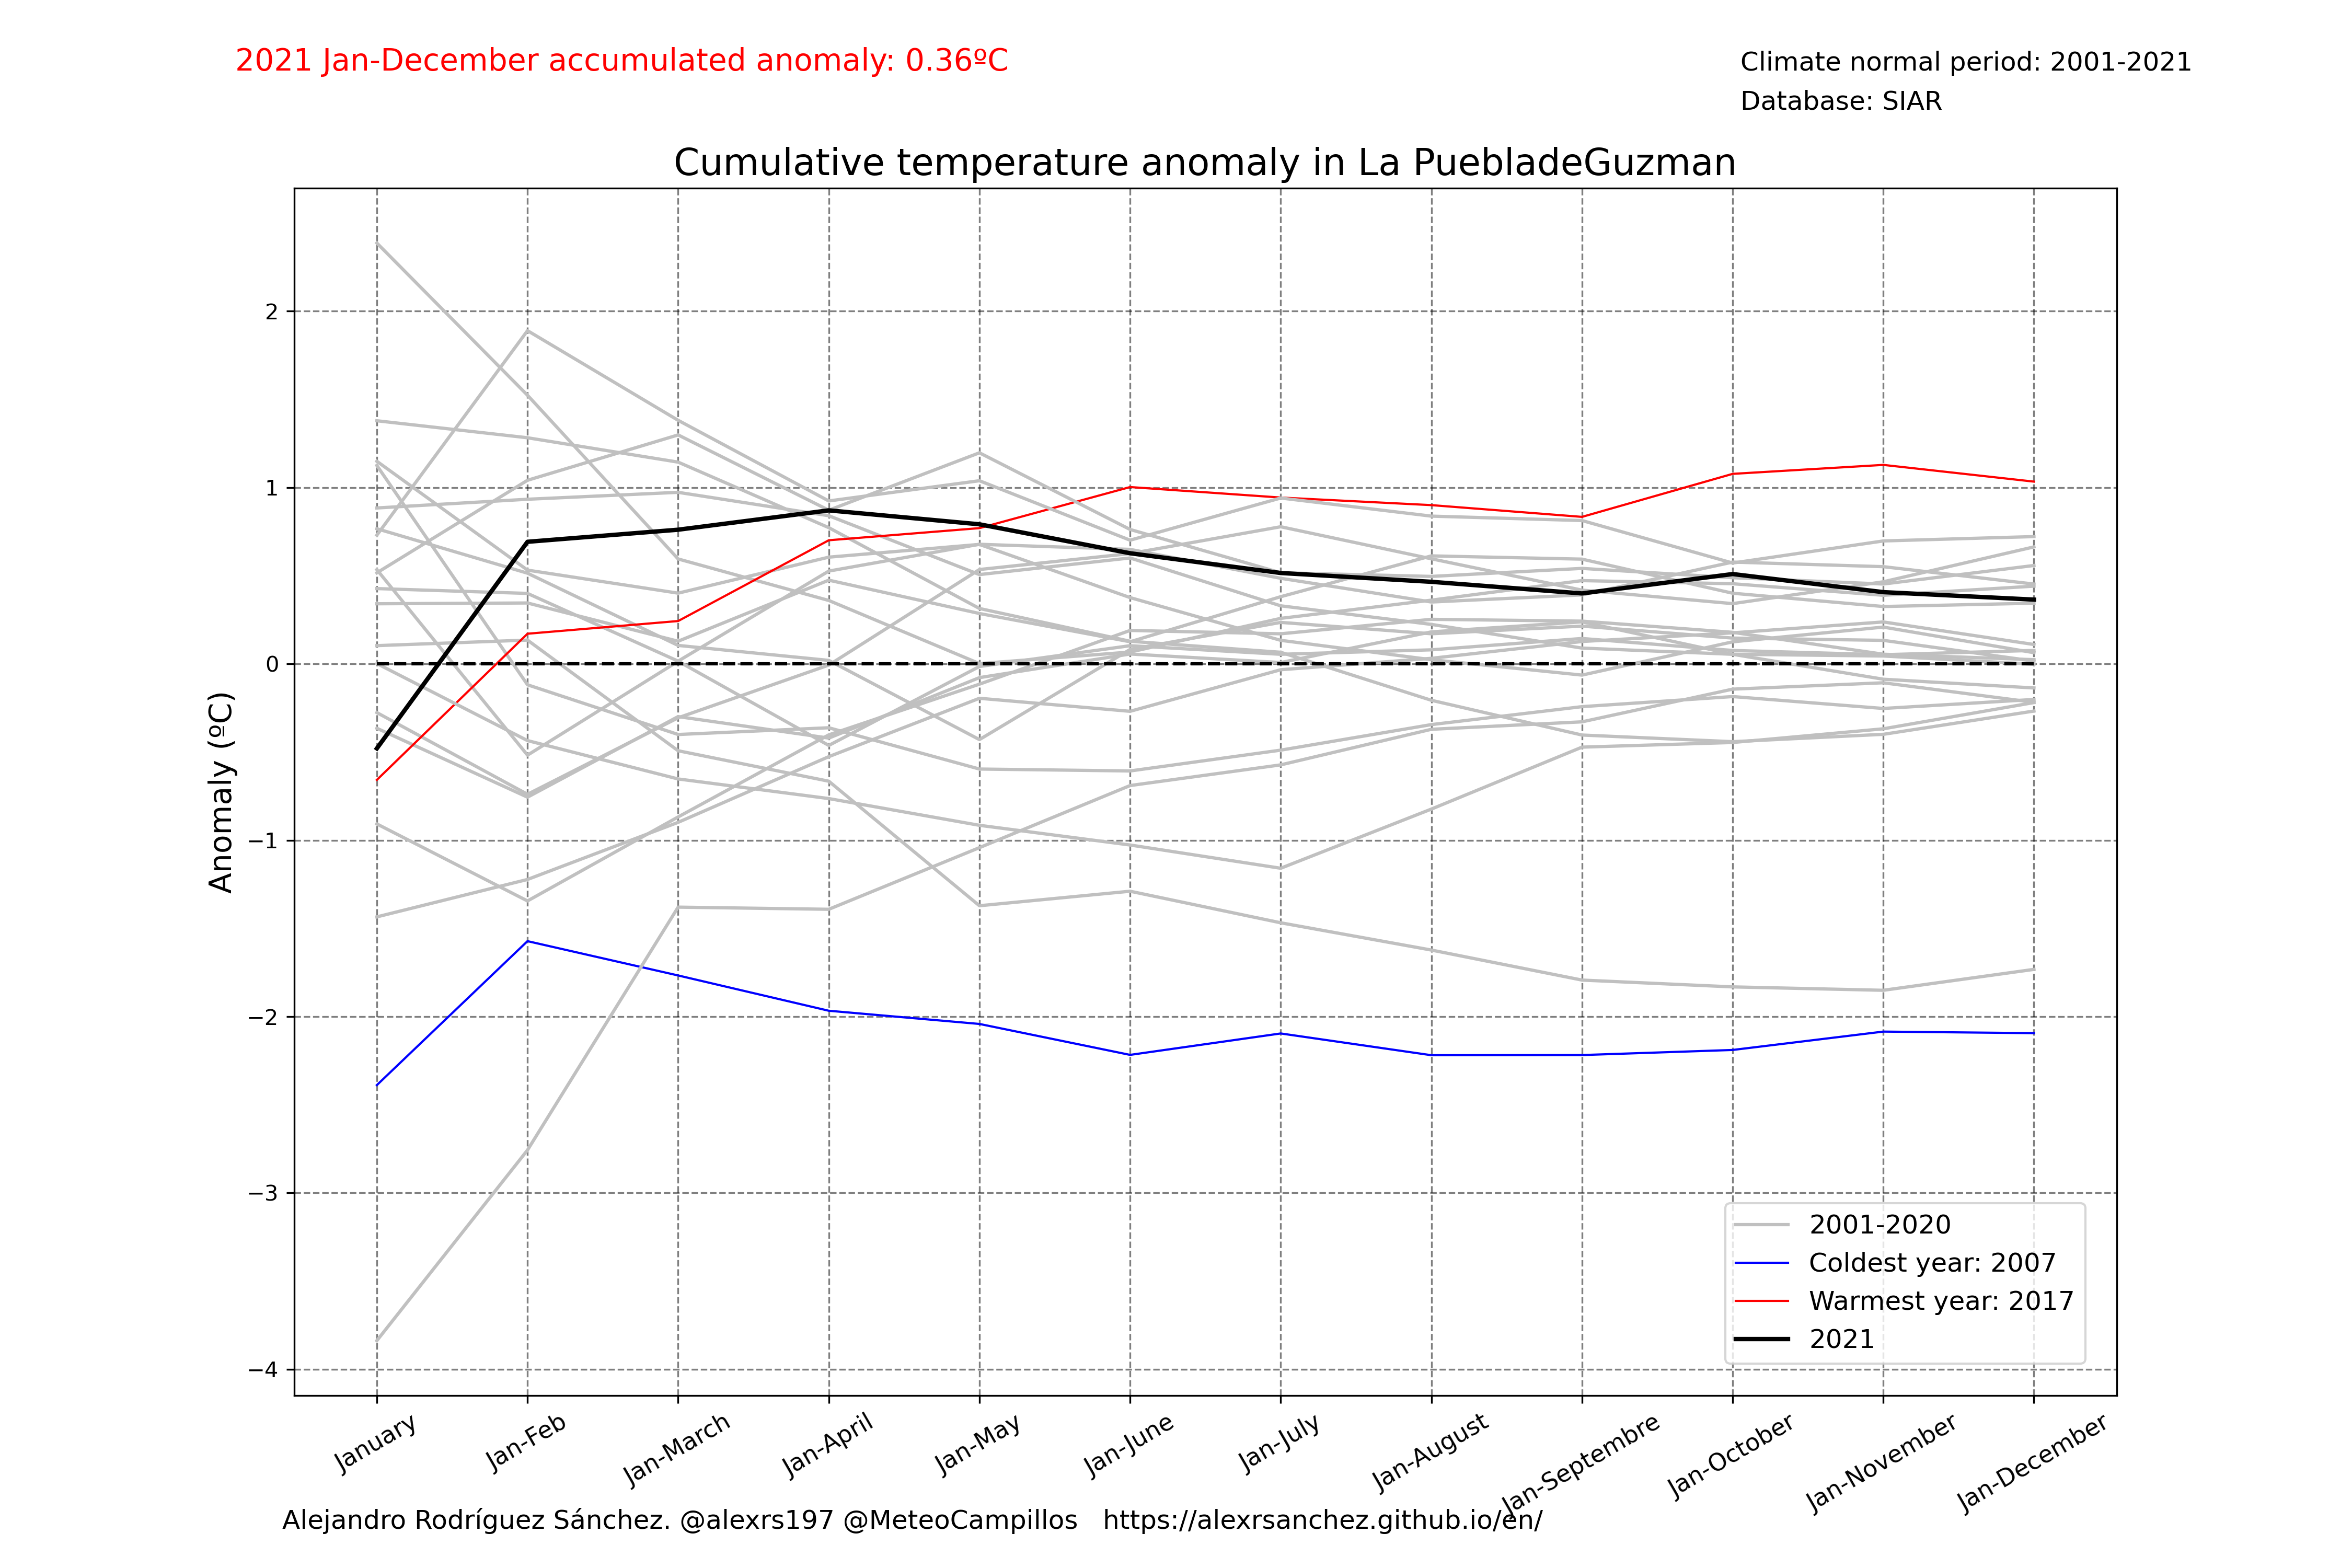 2021 Jan-December accumulated anomaly: 0.36ºC
Climate normal period: 2001-2021
Database: SIAR
Cumulative temperature anomaly in La PuebladeGuzman
Anomaly (ºC)
2
1
0
−1
−2
−3
−4
2001-2020
Coldest year: 2007
Warmest year: 2017
2021
January
Jan-Feb
Jan-March
Jan-April
Jan-May
Jan-June
Jan-July
Jan-August
Jan-Septembre
Jan-October
Jan-November
Jan-December
Alejandro Rodríguez Sánchez. @alexrs197 @MeteoCampillos   https://alexrsanchez.github.io/en/